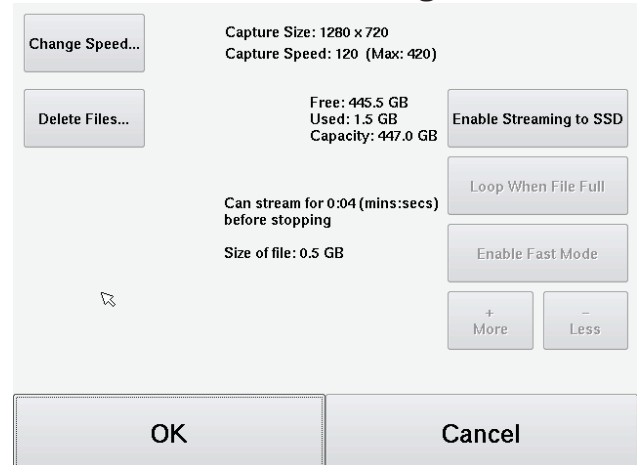 Change Speed...
Capture Size: 1280 x 720
Capture Speed: 120 (Max: 420)
Delete Files...
Free: 445.5 GB
Used: 1.5 GB
Capacity: 447.0 GB
Enable Streaming to SSD
Loop When File Full
Can stream for 0:04 (mins:secs)
before stopping
Size of file: 0.5 GB
Enable Fast Mode
+
More
–
Less
OK
Cancel